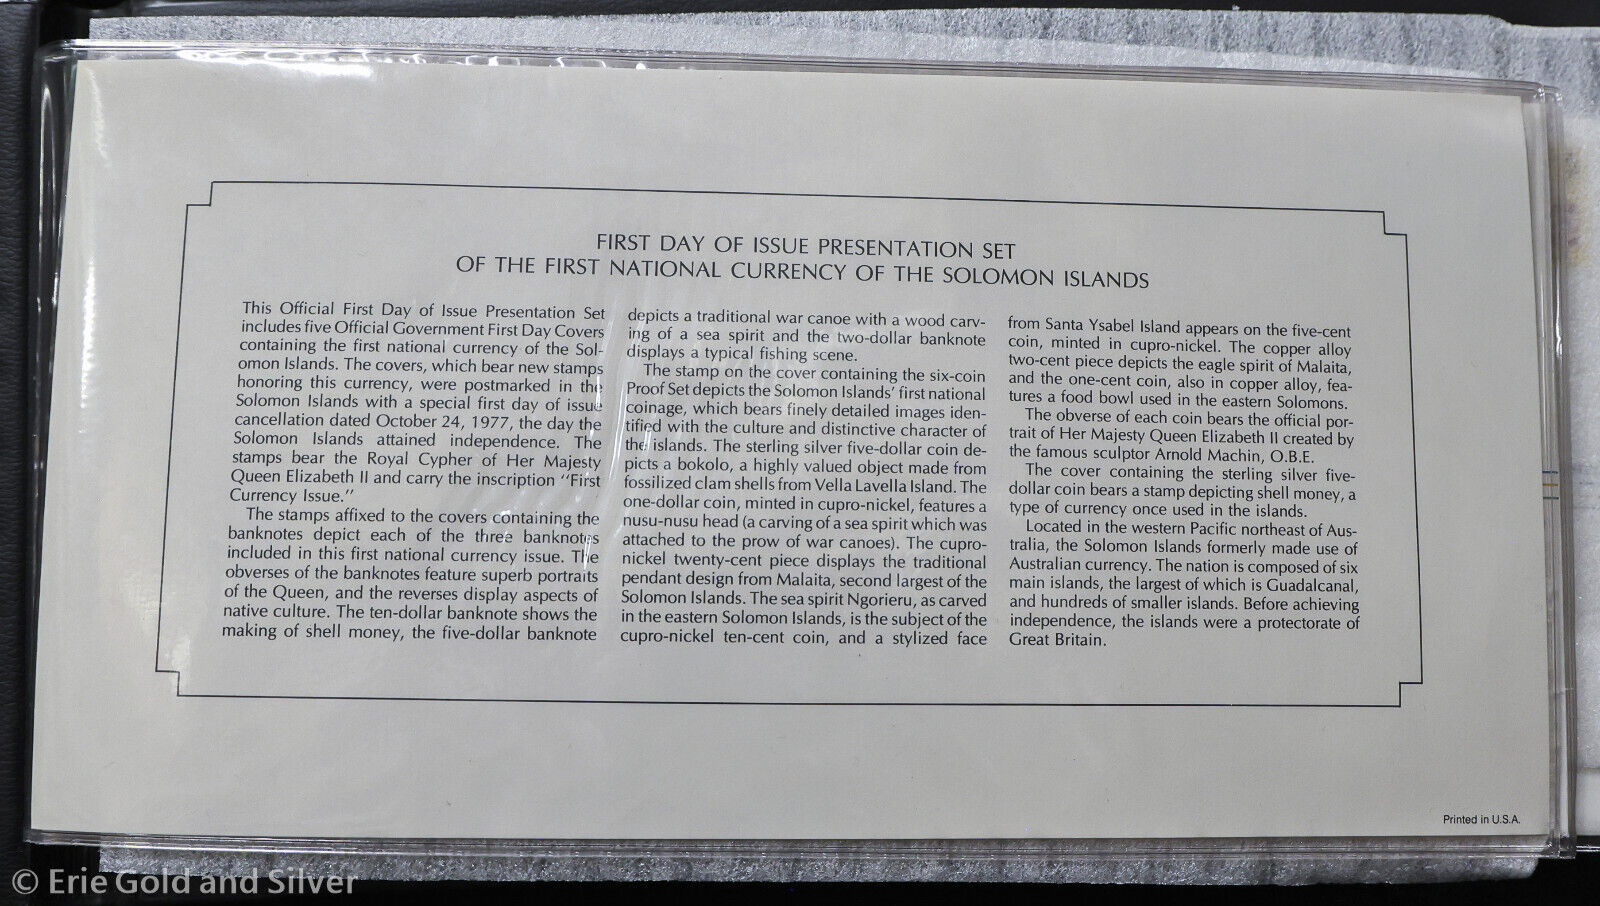 FIRST DAY OF ISSUE PRESENTATION SET
OF THE FIRST NATIONAL CURRENCY OF THE SOLOMON ISLANDS
This Official First Day of Issue Presentation Set
includes five Official Government First Day Covers
containing the first national currency of the Sol-
omon Islands. The covers, which bear new stamps
honoring this currency, were postmarked in the
Solomon Islands with a special first day of issue
cancellation dated October 24, 1977, the day the
Solomon Islands attained independence. The
stamps bear the Royal Cypher of Her Majesty
Queen Elizabeth II and carry the inscription "First
Currency Issue."
The stamps affixed to the covers containing the
banknotes depict each of the three banknotes
included in this first national currency issue. The
obverses of the banknotes feature superb portraits
of the Queen, and the reverses display aspects of
native culture. The ten-dollar banknote shows the
making of shell money, the five-dollar banknote
depicts a traditional war canoe with a wood carv-
ing of a sea spirit and the two-dollar banknote
displays a typical fishing scene.
The stamp on the cover containing the six-coin
Proof Set depicts the Solomon Islands' first national
coinage, which bears finely detailed images iden-
tified with the culture and distinctive character of
the islands. The sterling silver five-dollar coin de-
picts a bokolo, a highly valued object made from
fossilized clam shells from Vella Lavella Island. The
one-dollar coin, minted in cupro-nickel, features a
nusu-nusu head (a carving of a sea spirit which was
attached to the prow of war canoes). The cupro-
nickel twenty-cent piece displays the traditional
pendant design from Malaita, second largest of the
Solomon Islands. The sea spirit Ngorieru, as carved
in the eastern Solomon Islands, is the subject of the
cupro-nickel ten-cent coin, and a stylized face
from Santa Ysabel Island appears on the five-cent
coin, minted in cupro-nickel. The copper alloy
two-cent piece depicts the eagle spirit of Malaita,
and the one-cent coin, also in copper alloy, fea-
tures a food bowl used in the eastern Solomons.
The obverse of each coin bears the official por-
trait of Her Majesty Queen Elizabeth II created by
the famous sculptor Arnold Machin, O.B.E.
The cover containing the sterling silver five-
dollar coin bears a stamp depicting shell money, a
type of currency once used in the islands.
Located in the western Pacific northeast of Aus-
tralia, the Solomon Islands formerly made use of
Australian currency. The nation is composed of six
main islands, the largest of which is Guadalcanal,
and hundreds of smaller islands. Before achieving
independence, the islands were a protectorate of
Great Britain.
Printed in U.S.A.
© Erie Gold and Silver